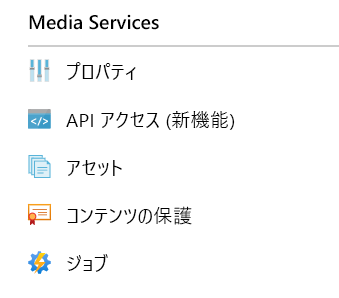 Media Services
プロパティ
API アクセス (新機能)
アセット
コンテンツの保護
ジョブ